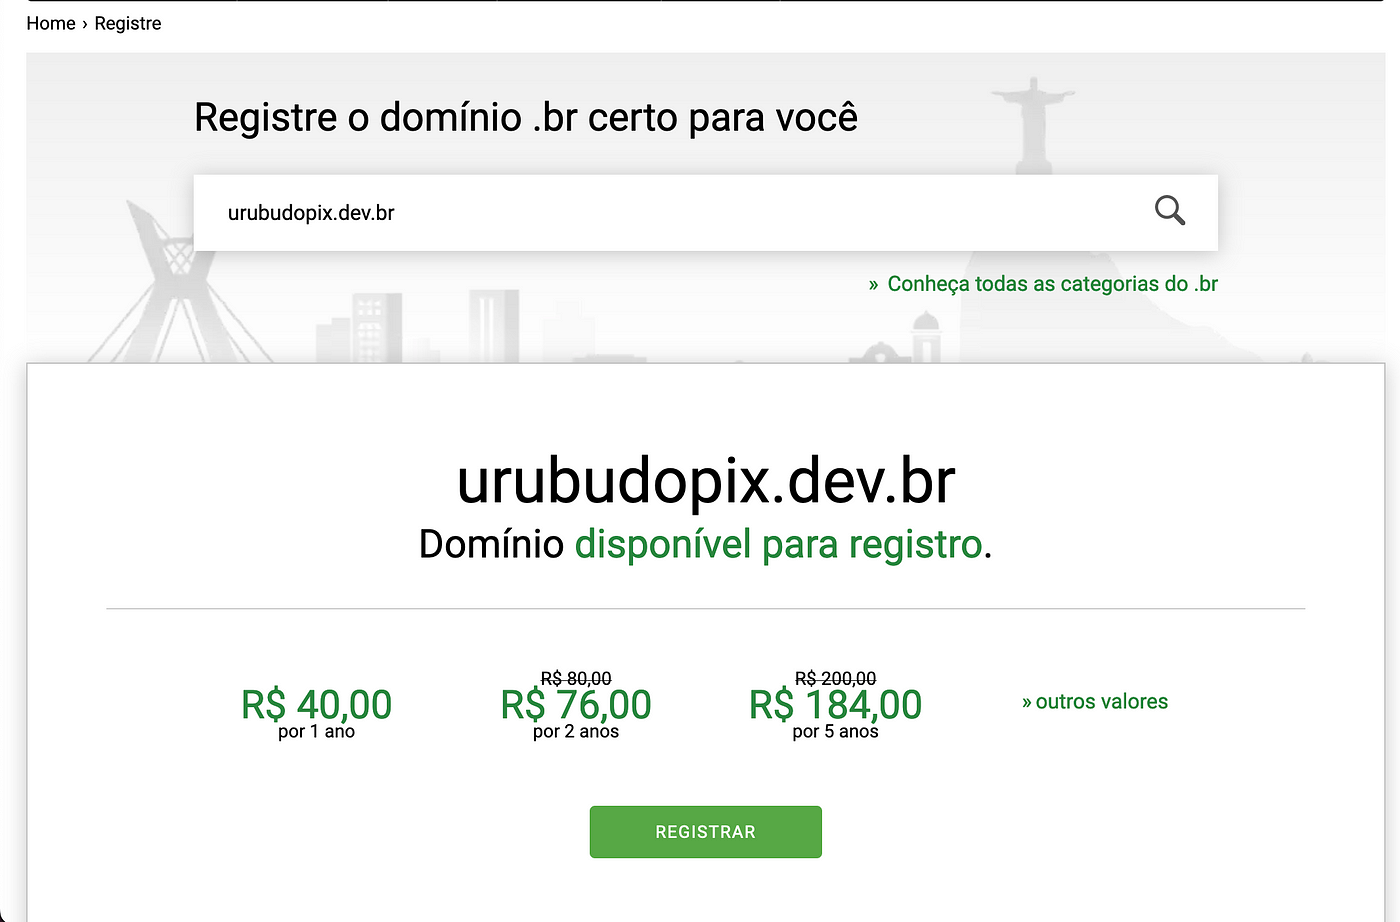 Home › Registre
Registre o domínio .br certo para você
urubudopix.dev.br
» Conheça todas as categorias do .br
urubudopix.dev.br
Domínio disponível para registro.
R$ 40,00
por 1 ano
R$ 80,00
R$ 76,00
por 2 anos
R$ 200,00
R$ 184,00
por 5 anos
» outros valores
REGISTRAR